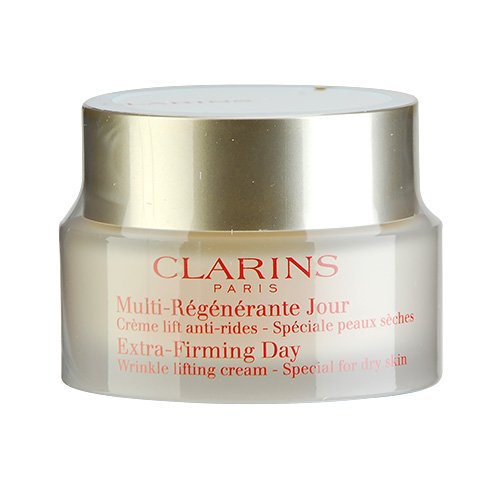 CLARINS
CLARINS
PARIS
Multi-Régénérante Jour
Crème lift anti-rides - Spéciale peaux sèches
Extra-Firming Day
Wrinkle lifting cream - Special for dry skin